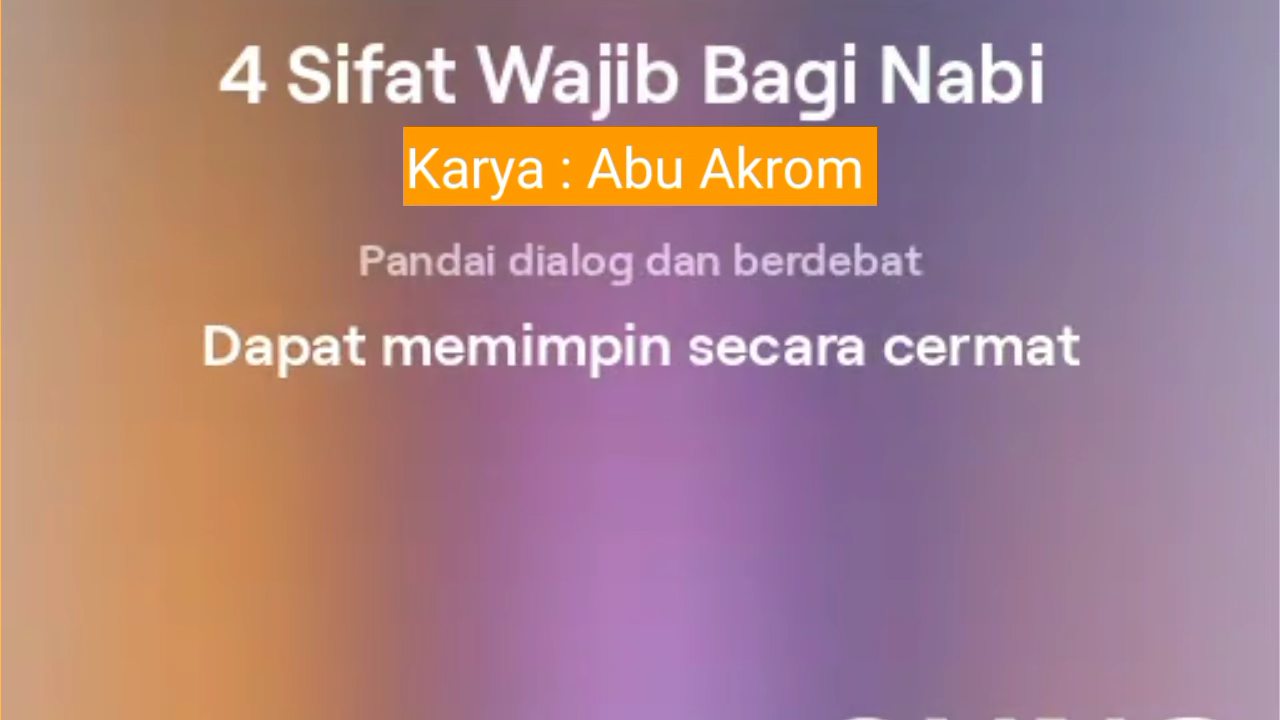 4 Sifat Wajib Bagi Nabi
Karya : Abu Akrom
Pandai dialog dan berdebat
Dapat memimpin secara cermat